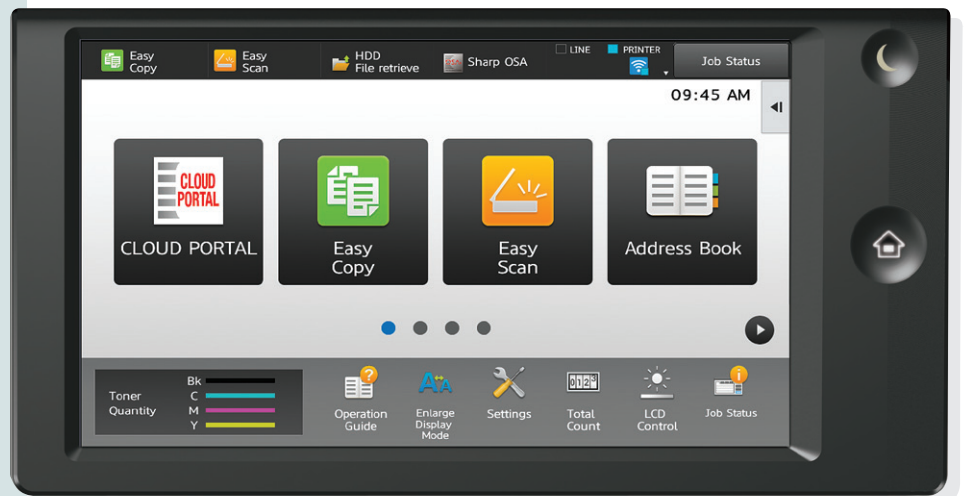 Easy
Copy
Easy
Scan
HDD
File retrieve
Sharp OSA
LINE
PRINTER
Job Status
09:45 AM
CLOUD
PORTAL
CLOUD PORTAL
Easy
Copy
Easy
Scan
Address Book
Toner
Quantity
Bk
C
M
Y
Operation
Guide
A A
Enlarge
Display
Mode
Settings
012
Total
Count
LCD
Control
Job Status